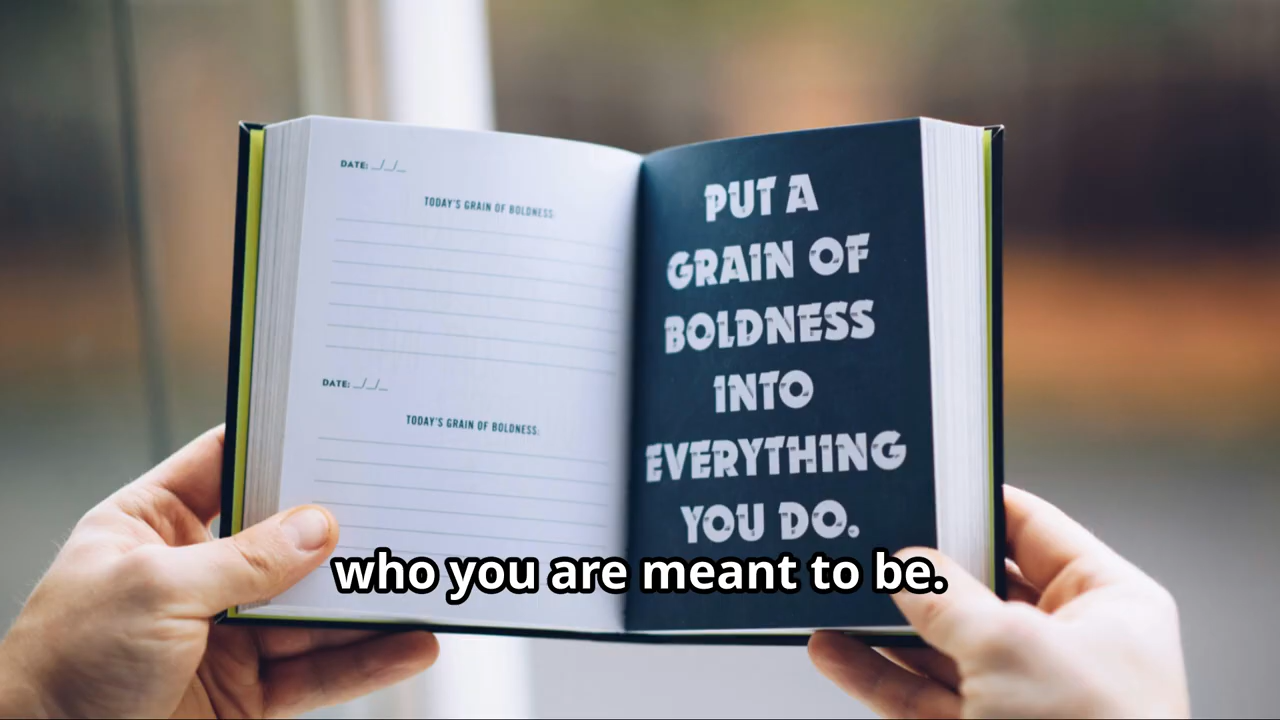 DATE: _/_/_
TODAY'S GRAIN OF BOLDNESS:
DATE: _/_/_
TODAY'S GRAIN OF BOLDNESS:
PUT A
GRAIN OF
BOLDNESS
INTO
EVERYTHING
YOU DO.
who you are meant to be.